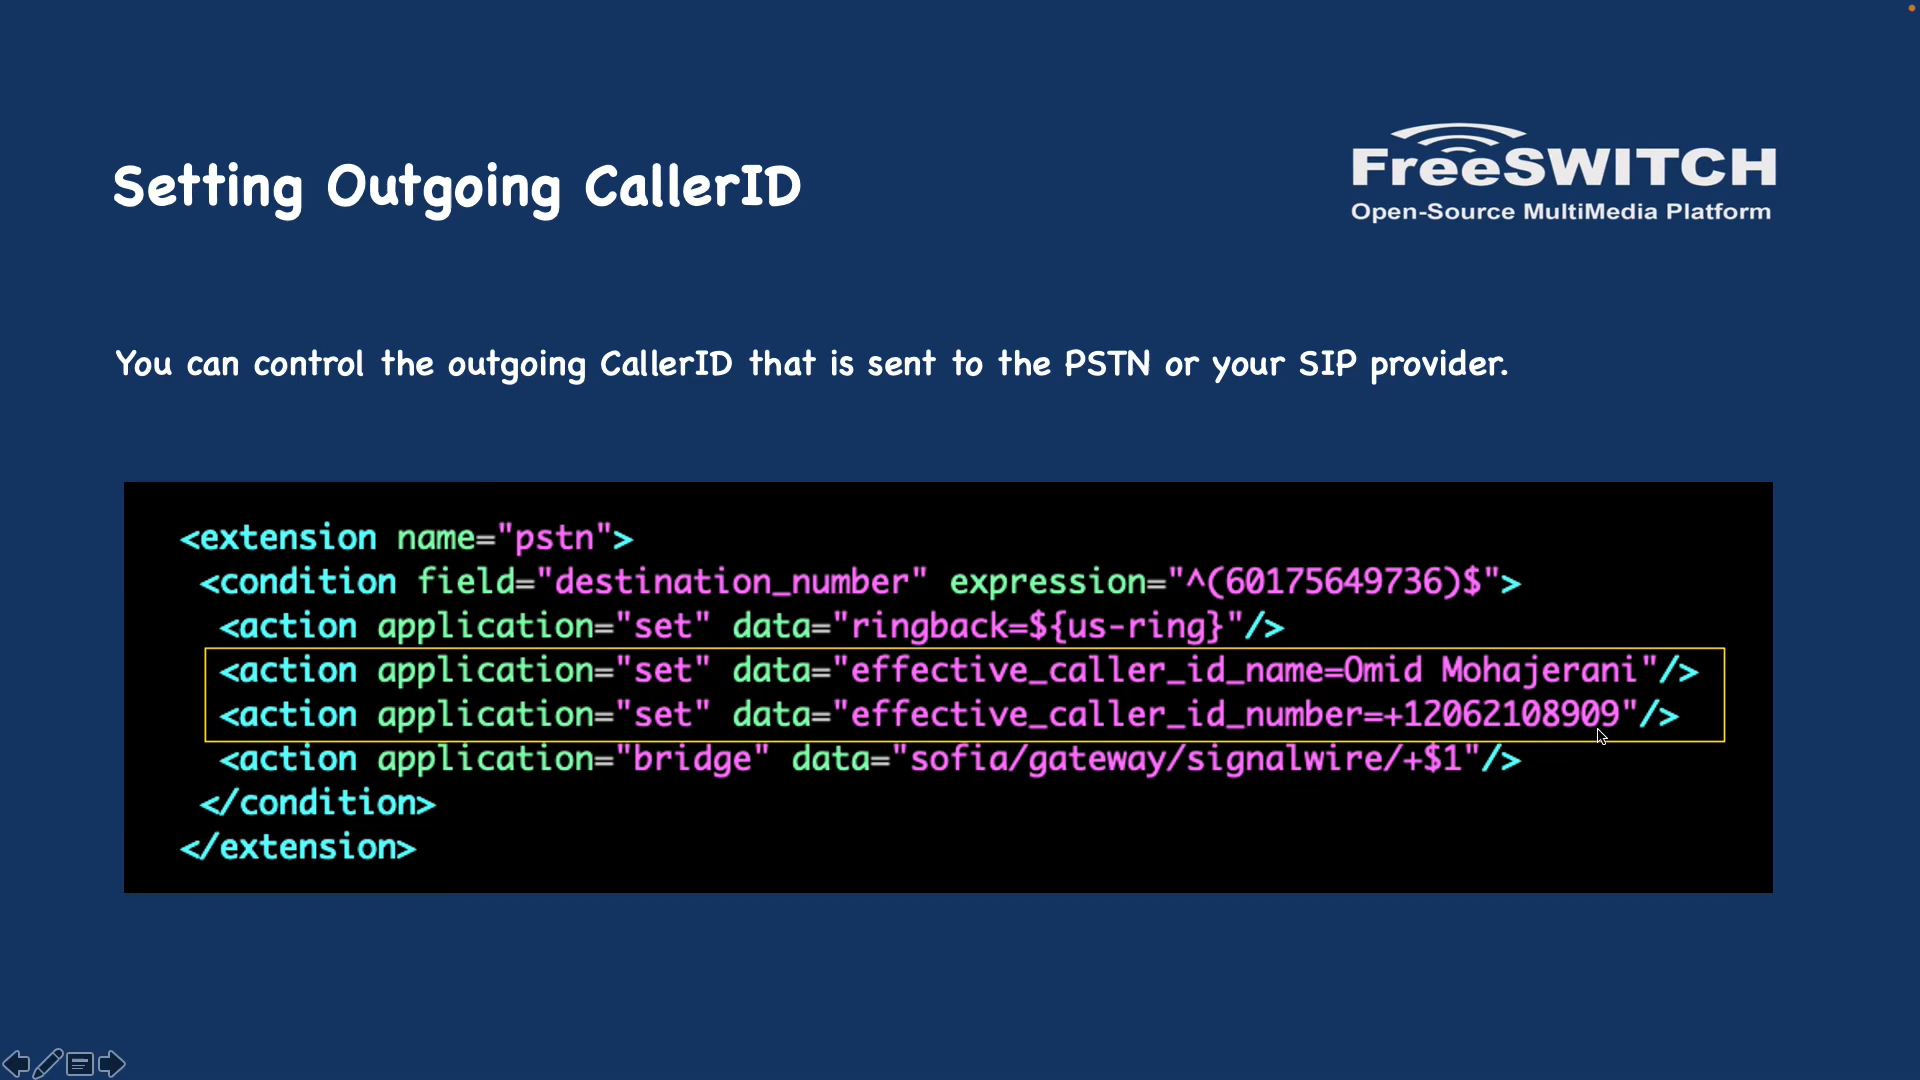 Setting Outgoing CallerID
FreeSWITCH
Open-Source MultiMedia Platform
You can control the outgoing CallerID that is sent to the PSTN or your SIP provider.
<extension name="pstn">
<condition field="destination_number" expression="^(60175649736)$">
<action application="set" data="ringback=${us-ring}"/>
<action application="set" data="effective_caller_id_name=Omid Mohajerani"/>
<action application="set" data="effective_caller_id_number=+12062108909"/>
<action application="bridge" data="sofia/gateway/signalwire/+$1"/>
</condition>
</extension>